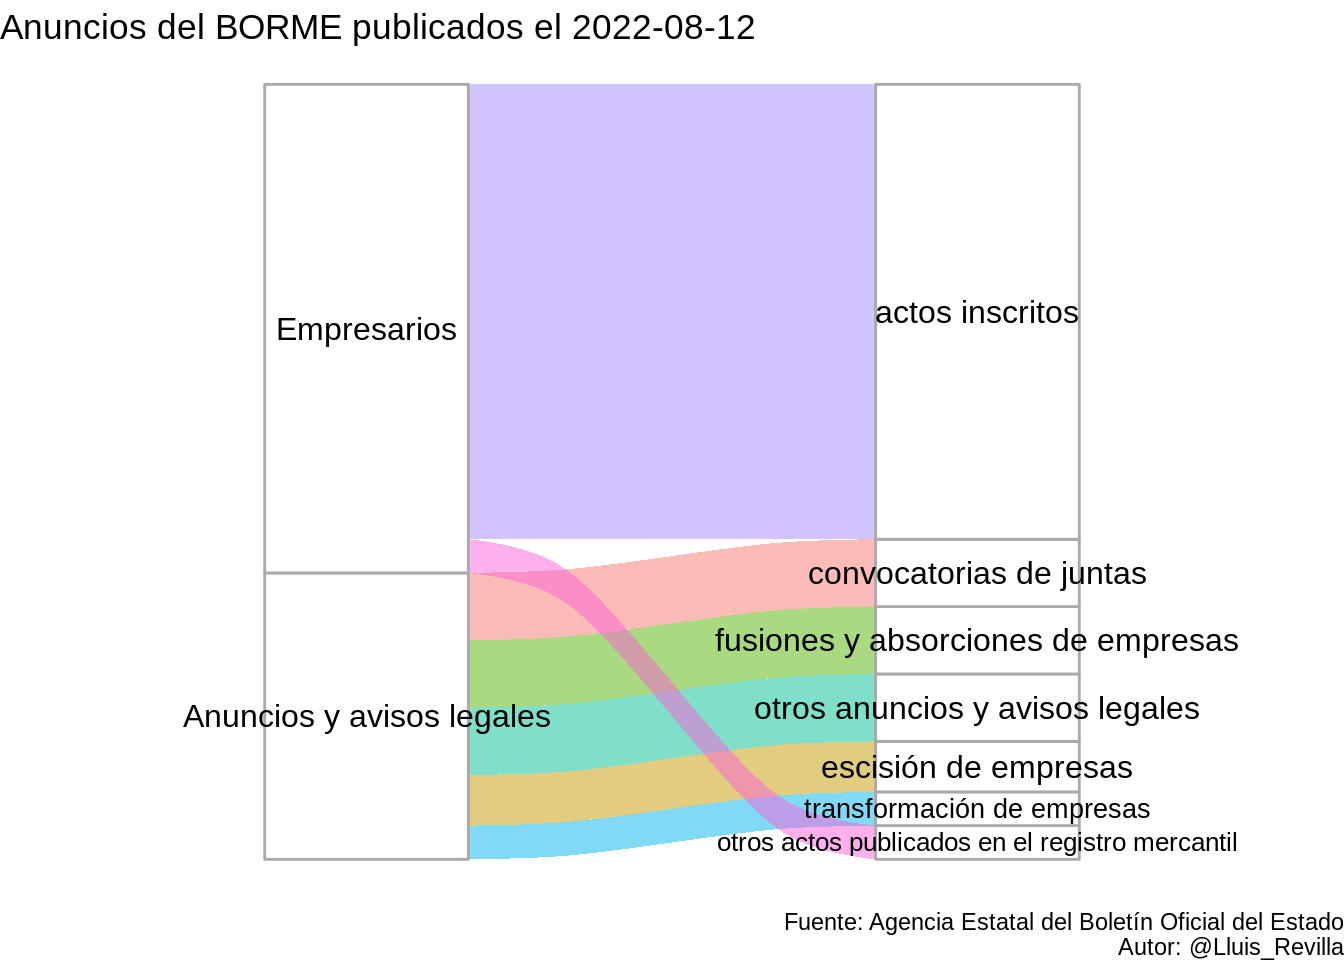 Anuncios del BORME publicados el 2022-08-12
Empresarios
actos inscritos
convocatorias de juntas
fusiones y absorciones de empresas
Anuncios y avisos legales
otros anuncios y avisos legales
escisión de empresas
transformación de empresas
otros actos publicados en el registro mercantil
Fuente: Agencia Estatal del Boletín Oficial del Estado
Autor: @Lluis_Revilla